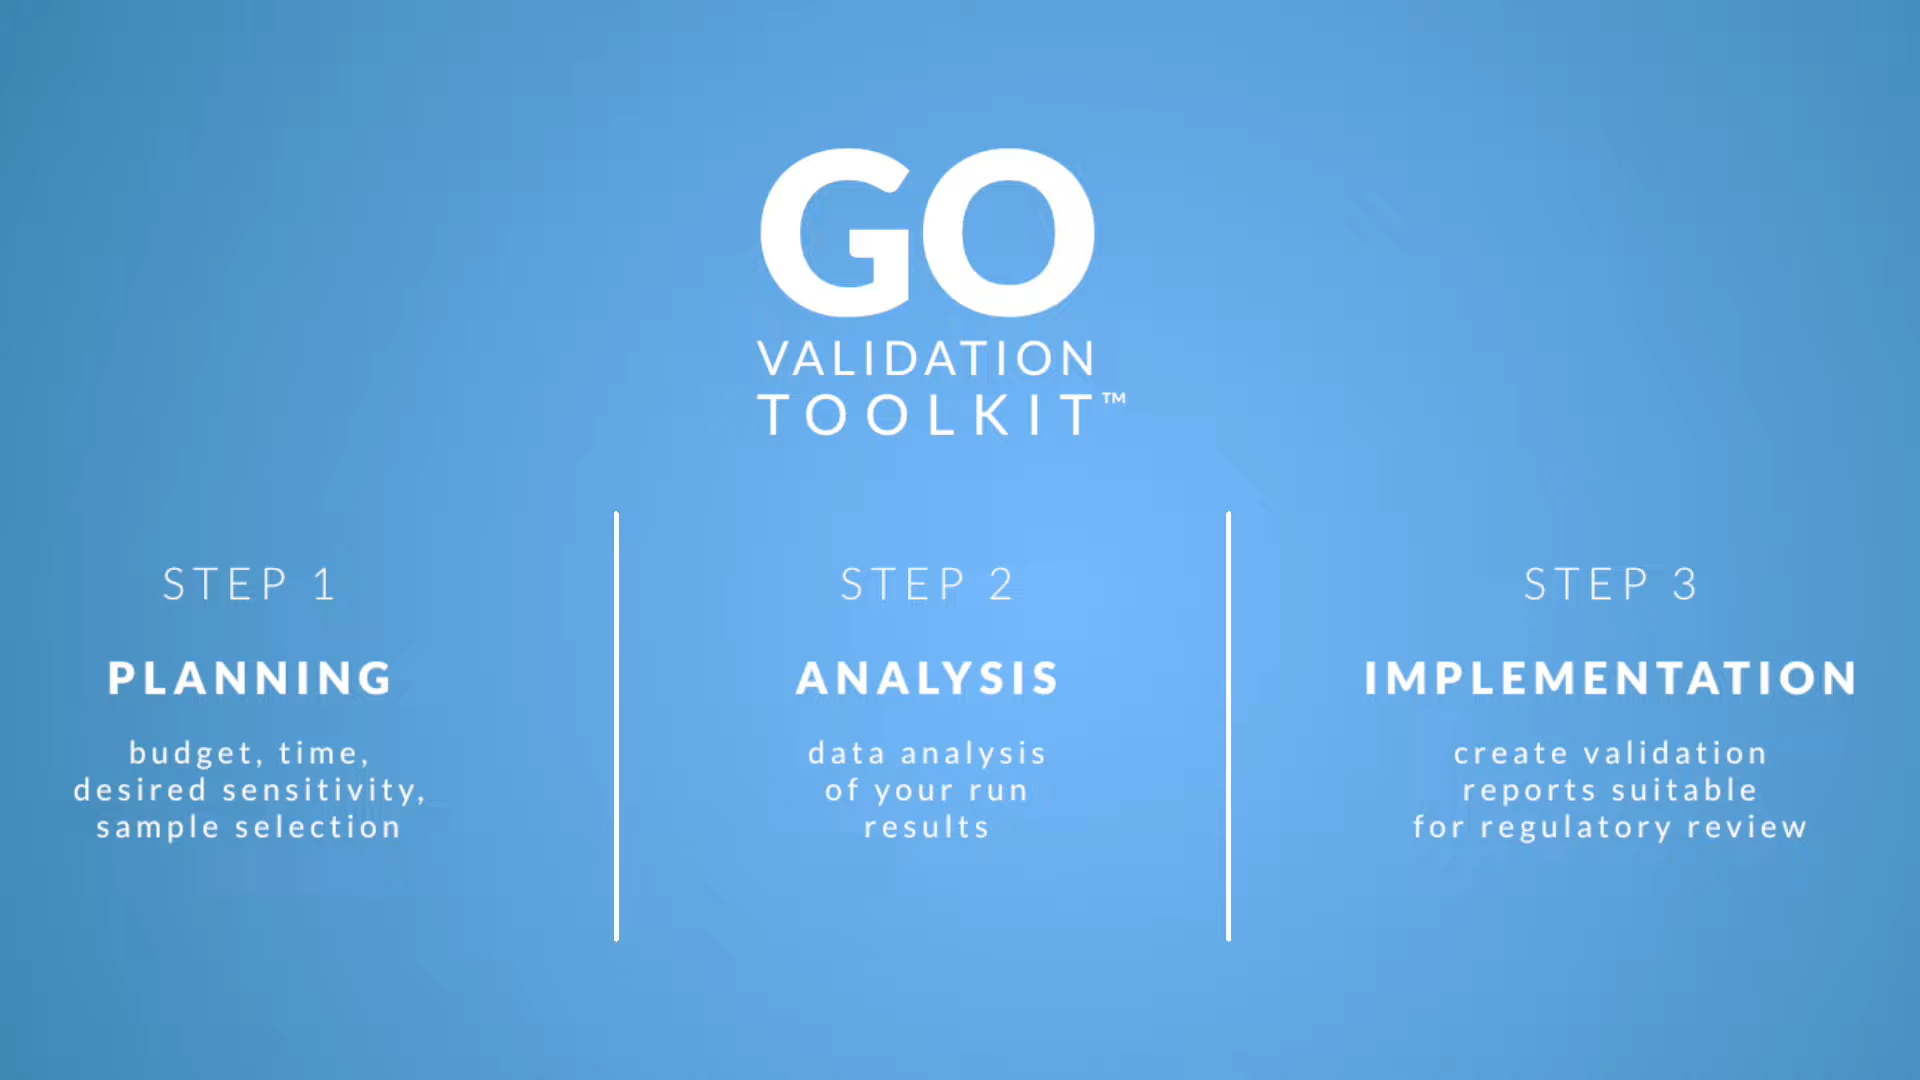 GO
VALIDATION
TOOLKIT™
STEP 1
PLANNING
budget, time,
desired sensitivity,
sample selection
STEP 2
ANALYSIS
data analysis
of your run
results
STEP 3
IMPLEMENTATION
create validation
reports suitable
for regulatory review